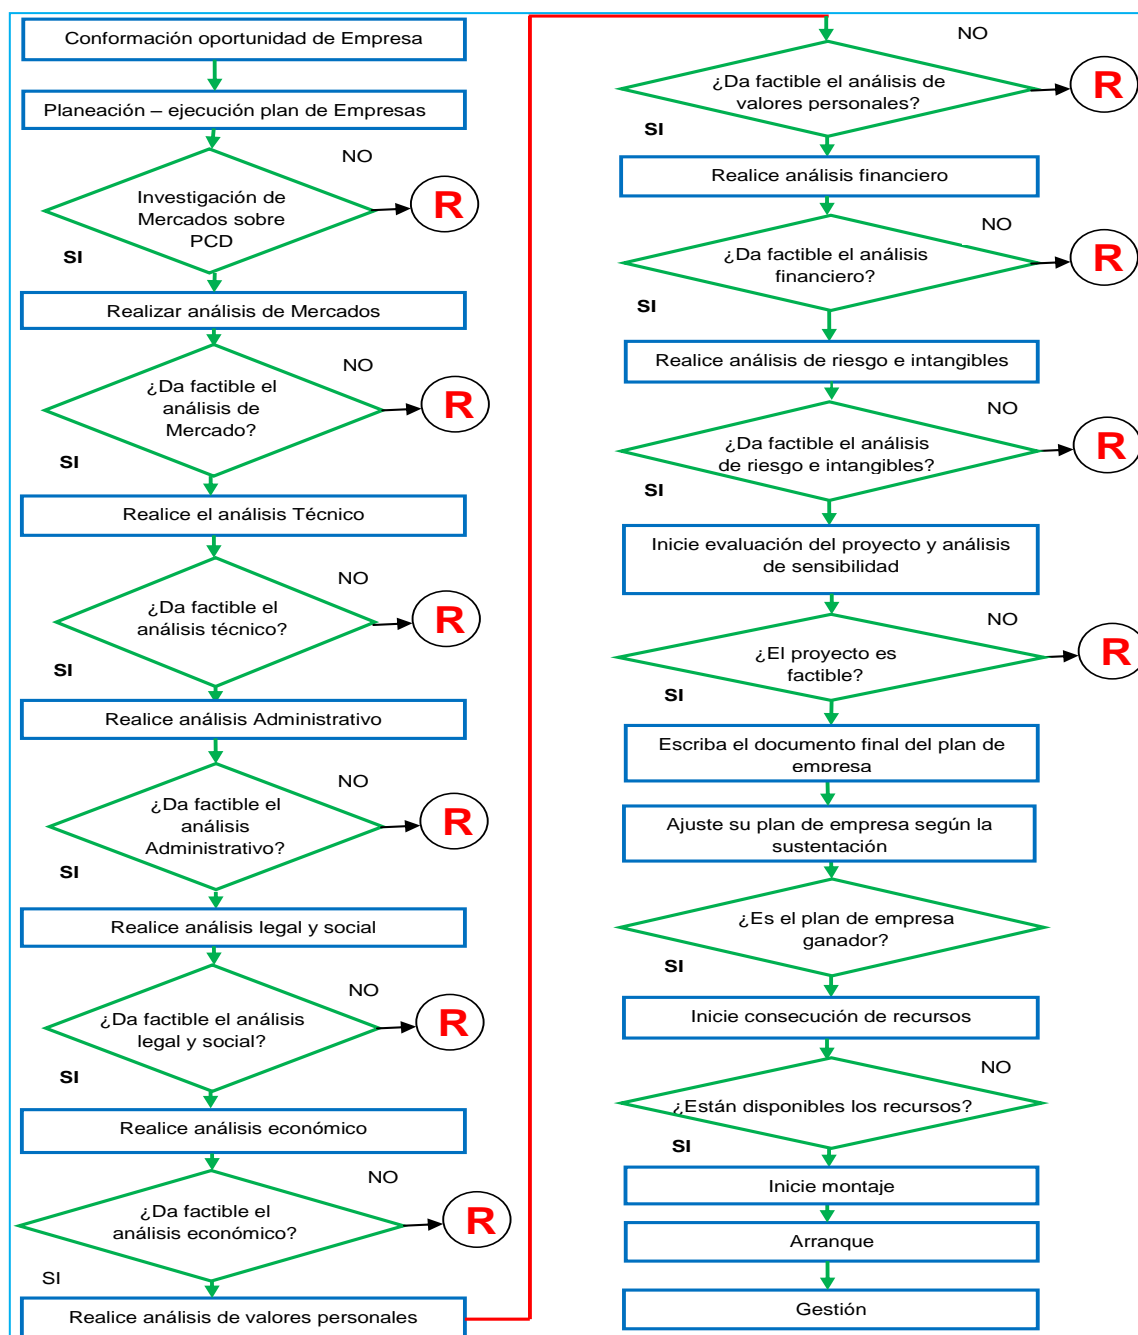 Conformación oportunidad de Empresa
Planeación – ejecución plan de Empresas
NO
Investigación de
Mercados sobre
PCD
R
SI
Realizar análisis de Mercados
NO
¿Da factible el
análisis de
Mercado?
R
SI
Realice el análisis Técnico
NO
¿Da factible el
análisis técnico?
R
SI
Realice análisis Administrativo
NO
¿Da factible el
análisis
Administrativo?
R
SI
Realice análisis legal y social
NO
¿Da factible el análisis
legal y social?
R
SI
Realice análisis económico
NO
¿Da factible el
análisis económico?
R
SI
Realice análisis de valores personales
NO
¿Da factible el análisis de
valores personales?
R
SI
Realice análisis financiero
NO
¿Da factible el análisis
financiero?
R
SI
Realice análisis de riesgo e intangibles
NO
¿Da factible el análisis
de riesgo e intangibles?
R
SI
Inicie evaluación del proyecto y análisis
de sensibilidad
NO
¿El proyecto es
factible?
R
SI
Escriba el documento final del plan de
empresa
Ajuste su plan de empresa según la
sustentación
¿Es el plan de empresa
ganador?
SI
Inicie consecución de recursos
NO
¿Están disponibles los recursos?
SI
Inicie montaje
Arranque
Gestión